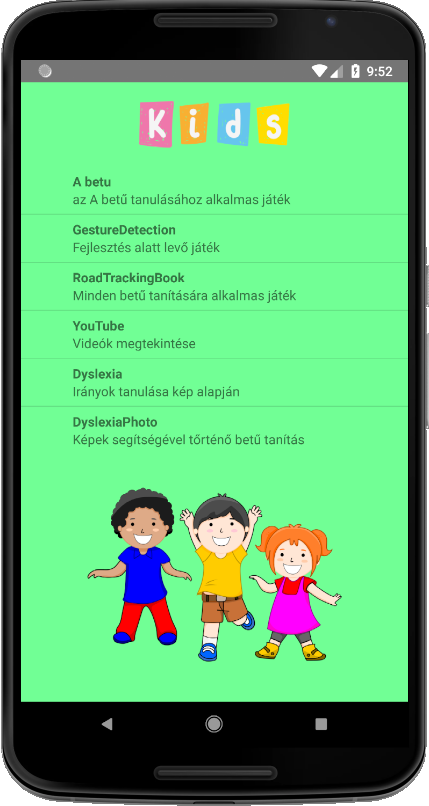 9:52
Kids
A betu
az A betű tanulásához alkalmas játék
GestureDetection
Fejlesztés alatt levő játék
RoadTrackingBook
Minden betű tanítására alkalmas játék
YouTube
Videók megtekintése
Dyslexia
Irányok tanulása kép alapján
DyslexiaPhoto
Képek segítségével tőrténő betű tanítás